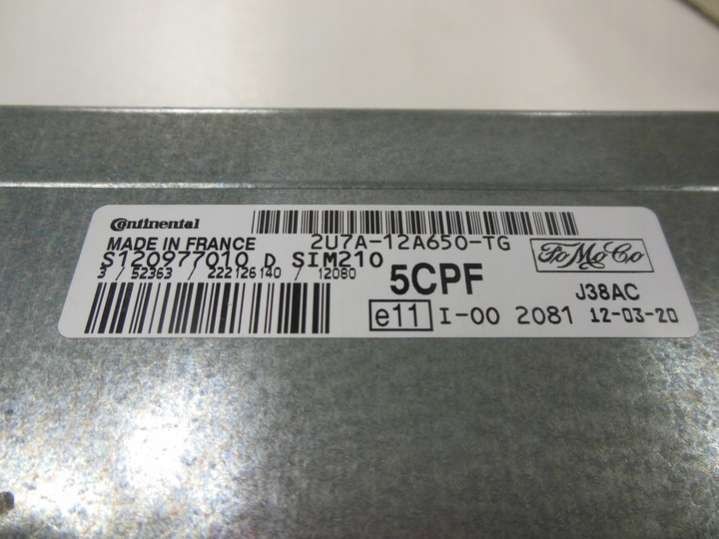 Continental
MADE IN FRANCE 2U7A-12A650-TG
S120977010 D SIM210
3 / 52363 / 222126140 / 12080
5CPF
FoMoCo
J38AC
e11 I-00 2081 12-03-20